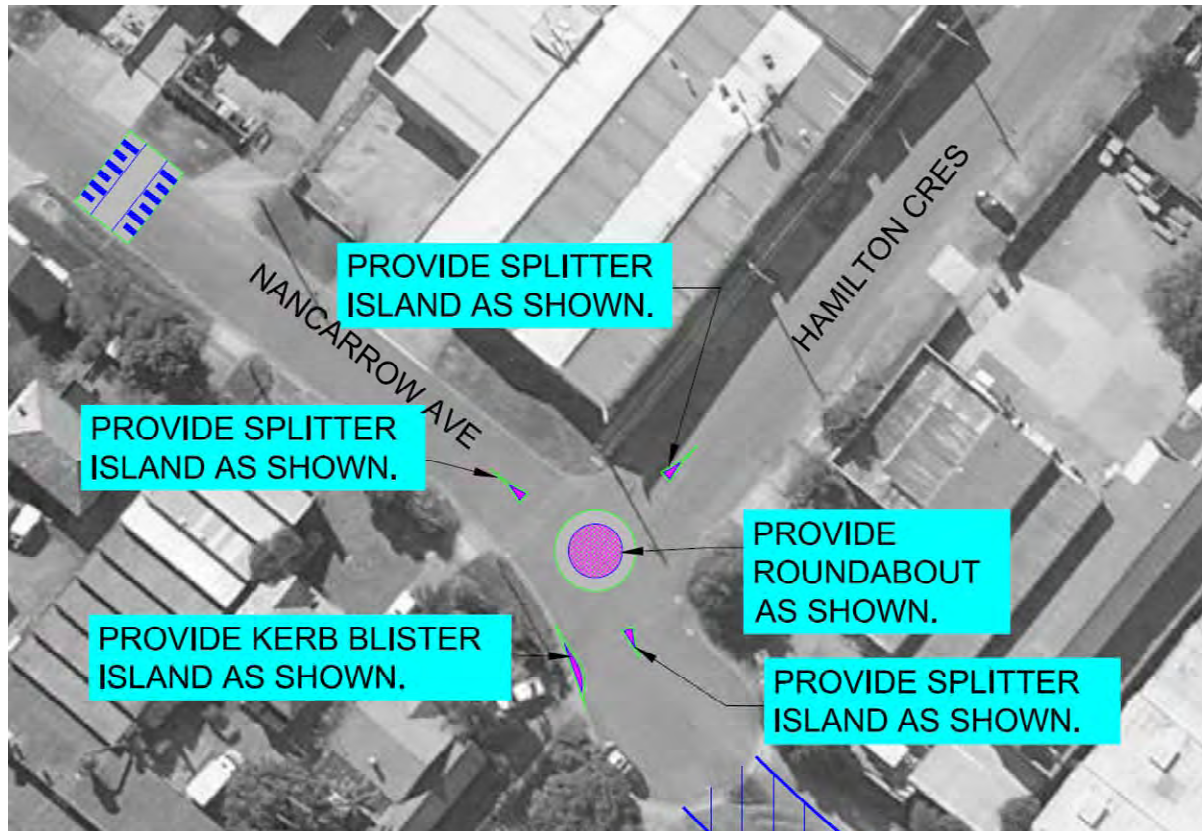 PROVIDE SPLITTER
ISLAND AS SHOWN.
HAMILTON CRES
NANCARROW AVE
PROVIDE SPLITTER
ISLAND AS SHOWN.
PROVIDE
ROUNDABOUT
AS SHOWN.
PROVIDE KERB BLISTER
ISLAND AS SHOWN.
PROVIDE SPLITTER
ISLAND AS SHOWN.